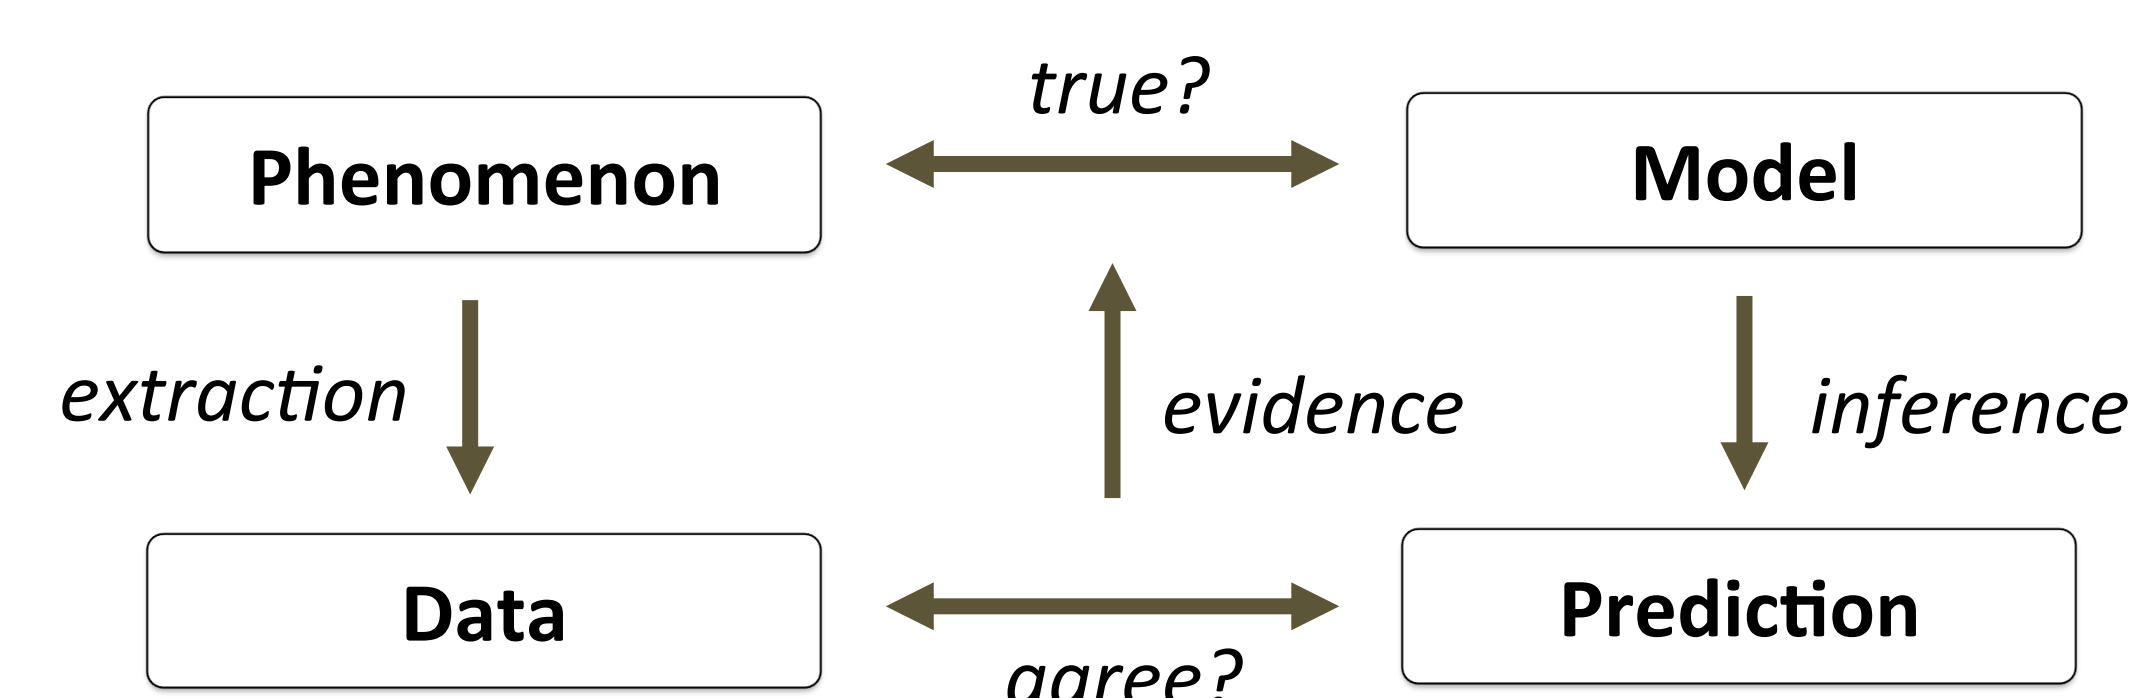 true?
Phenomenon
Model
extraction
evidence
inference
Data
Prediction
agree?